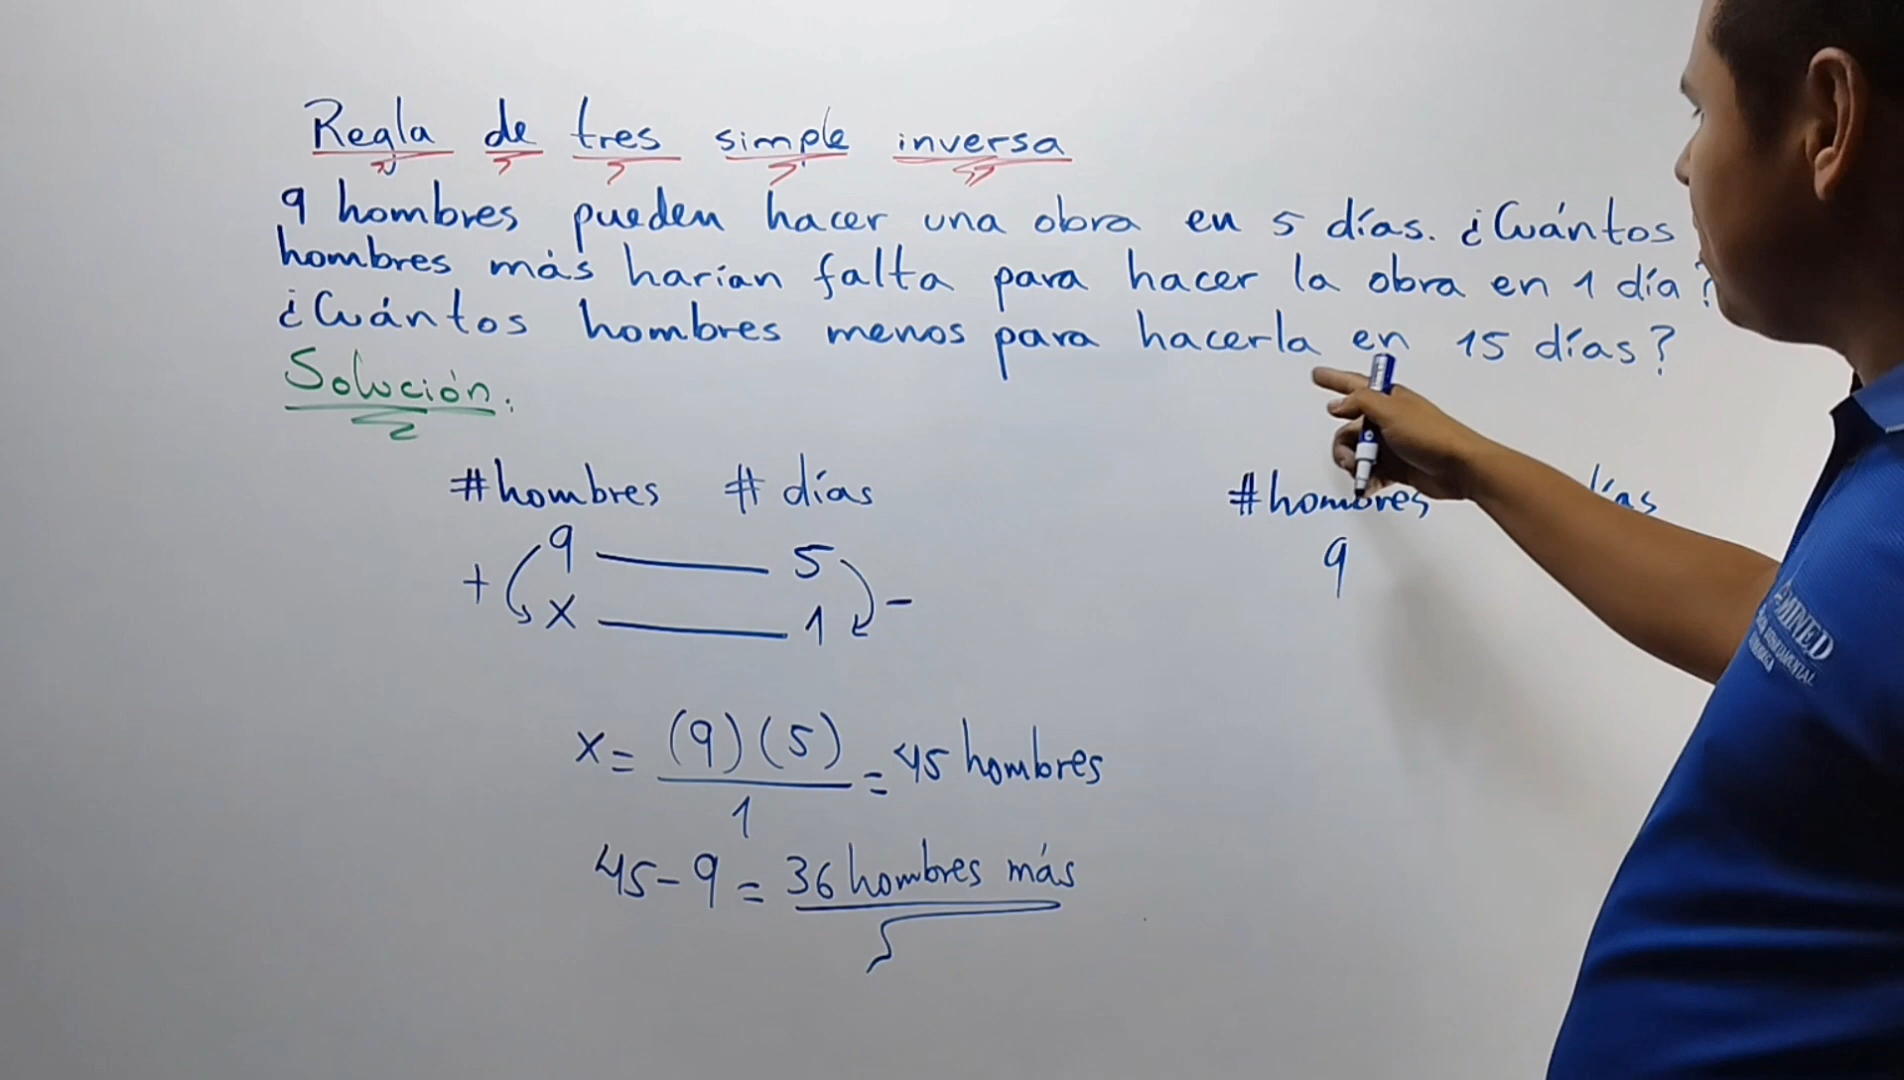 Regla de tres simple inversa
9 hombres pueden hacer una obra en 5 días. ¿Cuántos
hombres más harían falta para hacer la obra en 1 día?
¿Cuántos hombres menos para hacerla en 15 días?
Solución.
#hombres # días
9 — 5
+ -
x — 1
x = (9)(5) / 1 = 45 hombres
45 - 9 = 36 hombres más
#hombres
9
MINED